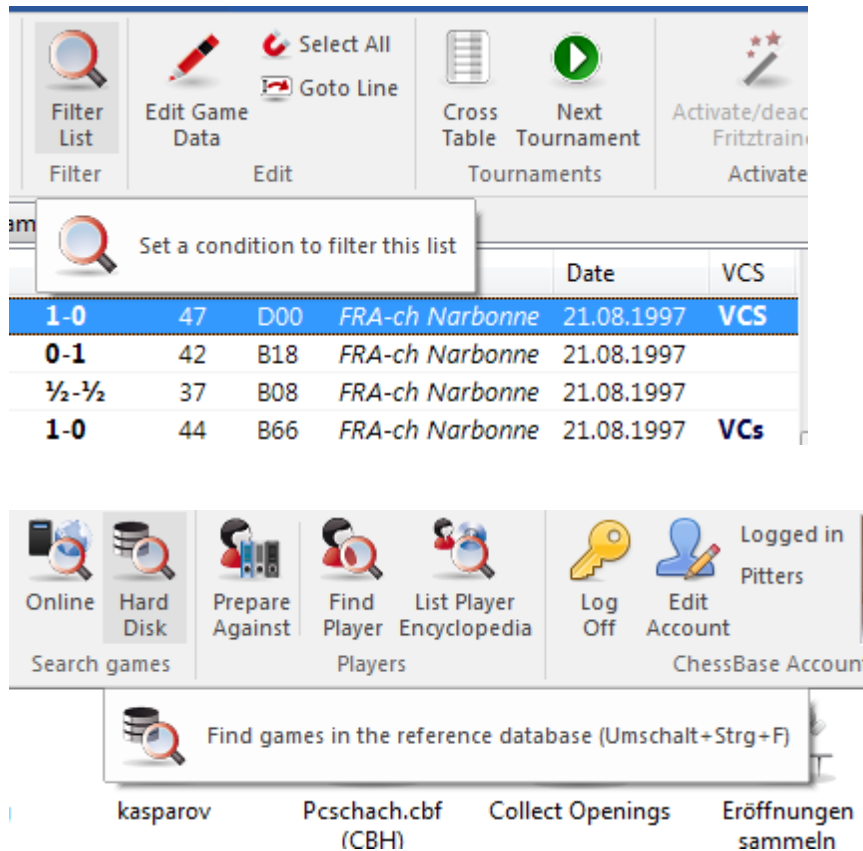 Select All
Goto Line
Filter List
Edit Game Data
Cross Table
Next Tournament
Activate/deac
Fritztrain
Filter
Edit
Tournaments
Activate
am
Set a condition to filter this list
Date VCS
1-0 47 D00 FRA-ch Narbonne 21.08.1997 VCS
0-1 42 B18 FRA-ch Narbonne 21.08.1997
½-½ 37 B08 FRA-ch Narbonne 21.08.1997
1-0 44 B66 FRA-ch Narbonne 21.08.1997 VCs
Logged in
Pitters
Online
Hard Disk
Prepare Against
Find Player
List Player Encyclopedia
Log Off
Edit Account
Search games
Players
ChessBase Accoun
Find games in the reference database (Umschalt+Strg+F)
kasparov
Pcschach.cbf (CBH)
Collect Openings
Eröffnungen sammeln